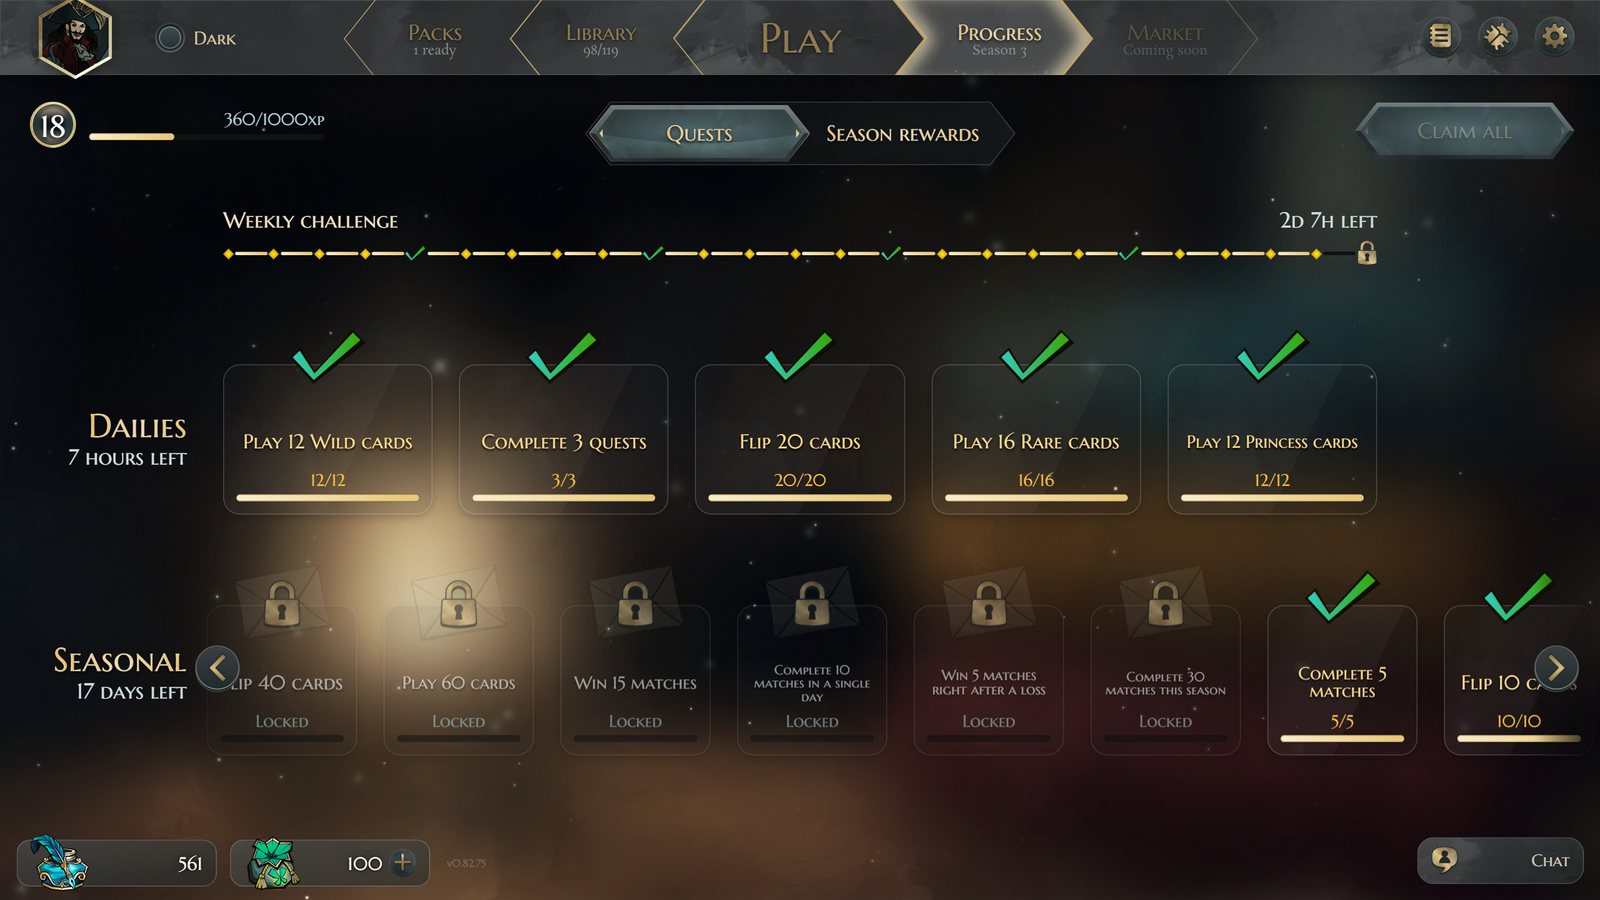 Dark
Packs
1 ready
Library
98/119
Play
Progress
Season 3
Market
Coming soon
18
360/1000xp
Quests
Season rewards
Claim all
Weekly challenge
2d 7h left
Dailies
7 hours left
Play 12 Wild cards
12/12
Complete 3 quests
3/3
Flip 20 cards
20/20
Play 16 Rare cards
16/16
Play 12 Princess cards
12/12
Seasonal
17 days left
40 cards
Locked
Play 60 cards
Locked
Win 15 matches
Locked
Complete 10
matches in a single
day
Locked
Win 5 matches
right after a loss
Locked
Complete 30
matches this season
Locked
Complete 5
matches
5/5
Flip 10
10/10
561
100
v0.82.75
Chat